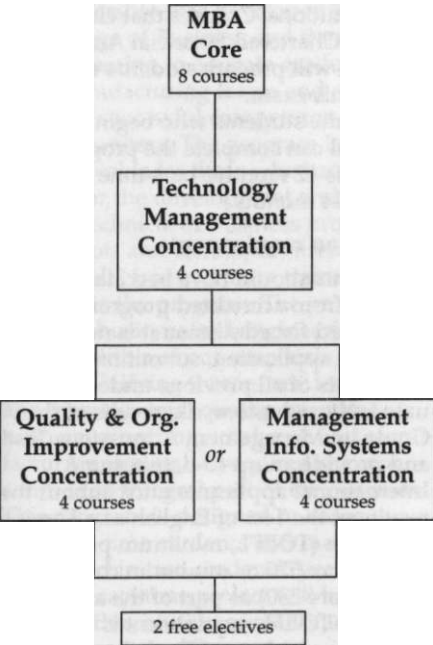 MBA
Core
8 courses
Technology
Management
Concentration
4 courses
Quality & Org.
Improvement
Concentration
4 courses
or
Management
Info. Systems
Concentration
4 courses
2 free electives